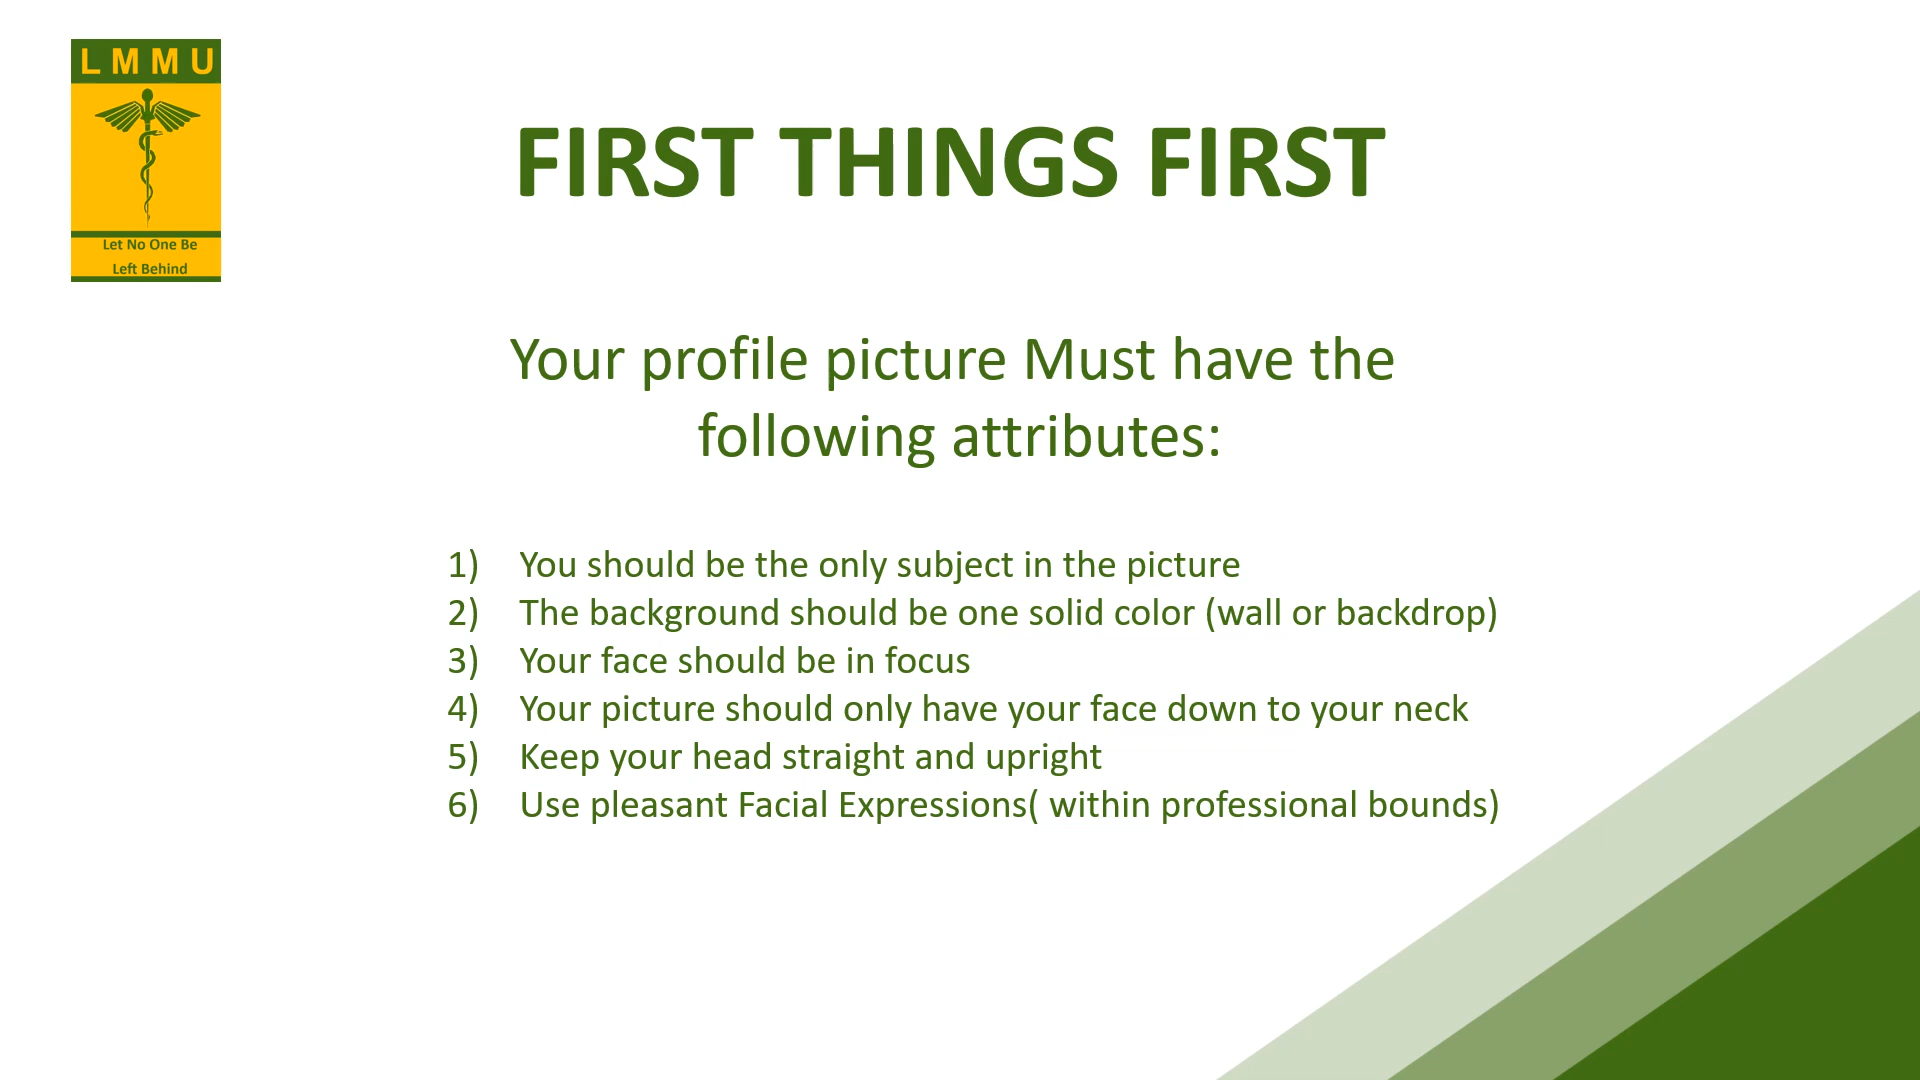 L M M U
Let No One Be
Left Behind
FIRST THINGS FIRST
Your profile picture Must have the
following attributes:
1) You should be the only subject in the picture
2) The background should be one solid color (wall or backdrop)
3) Your face should be in focus
4) Your picture should only have your face down to your neck
5) Keep your head straight and upright
6) Use pleasant Facial Expressions( within professional bounds)